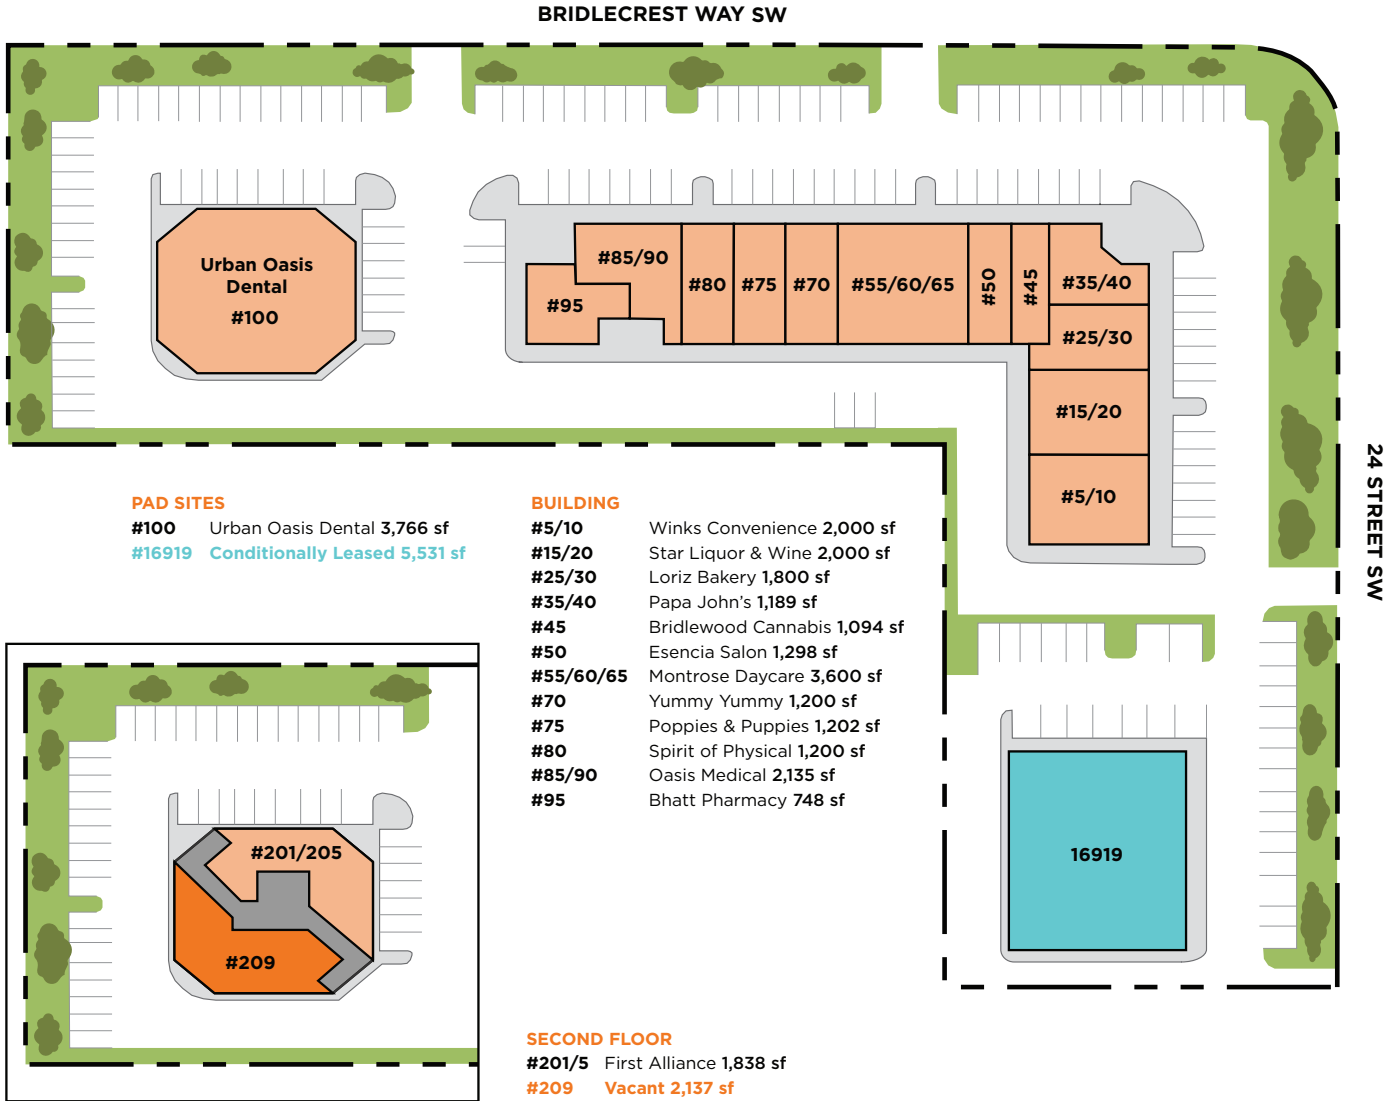 BRIDLECREST WAY SW
Urban Oasis
Dental
#100
#95
#85/90
#80
#75
#70
#55/60/65
#50
#45
#35/40
#25/30
#15/20
#5/10
24 STREET SW
PAD SITES
#100 Urban Oasis Dental 3,766 sf
#16919 Conditionally Leased 5,531 sf
BUILDING
#5/10 Winks Convenience 2,000 sf
#15/20 Star Liquor & Wine 2,000 sf
#25/30 Loriz Bakery 1,800 sf
#35/40 Papa John’s 1,189 sf
#45 Bridlewood Cannabis 1,094 sf
#50 Esencia Salon 1,298 sf
#55/60/65 Montrose Daycare 3,600 sf
#70 Yummy Yummy 1,200 sf
#75 Poppies & Puppies 1,202 sf
#80 Spirit of Physical 1,200 sf
#85/90 Oasis Medical 2,135 sf
#95 Bhatt Pharmacy 748 sf
16919
#201/205
#209
SECOND FLOOR
#201/5 First Alliance 1,838 sf
#209 Vacant 2,137 sf